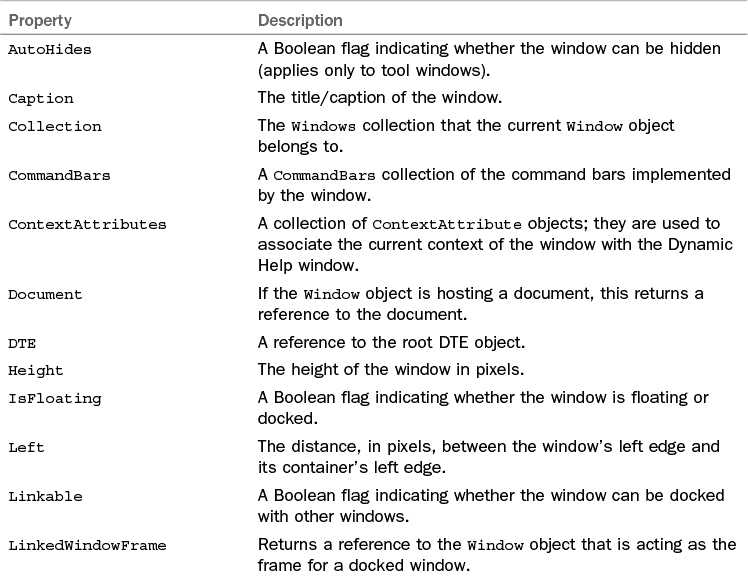 Property Description
AutoHides A Boolean flag indicating whether the window can be hidden
(applies only to tool windows).
Caption The title/caption of the window.
Collection The Windows collection that the current Window object
belongs to.
CommandBars A CommandBars collection of the command bars implemented
by the window.
ContextAttributes A collection of ContextAttribute objects; they are used to
associate the current context of the window with the Dynamic
Help window.
Document If the Window object is hosting a document, this returns a
reference to the document.
DTE A reference to the root DTE object.
Height The height of the window in pixels.
IsFloating A Boolean flag indicating whether the window is floating or
docked.
Left The distance, in pixels, between the window’s left edge and
its container’s left edge.
Linkable A Boolean flag indicating whether the window can be docked
with other windows.
LinkedWindowFrame Returns a reference to the Window object that is acting as the
frame for a docked window.